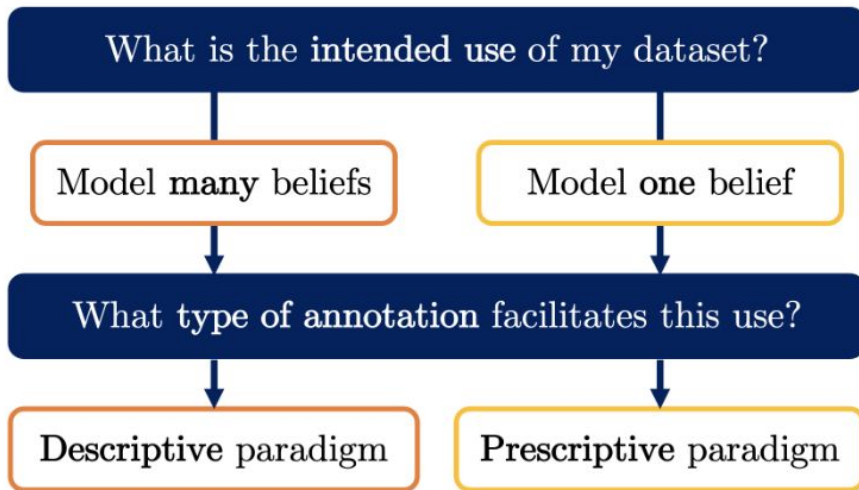 What is the intended use of my dataset?
Model many beliefs
Model one belief
What type of annotation facilitates this use?
Descriptive paradigm
Prescriptive paradigm